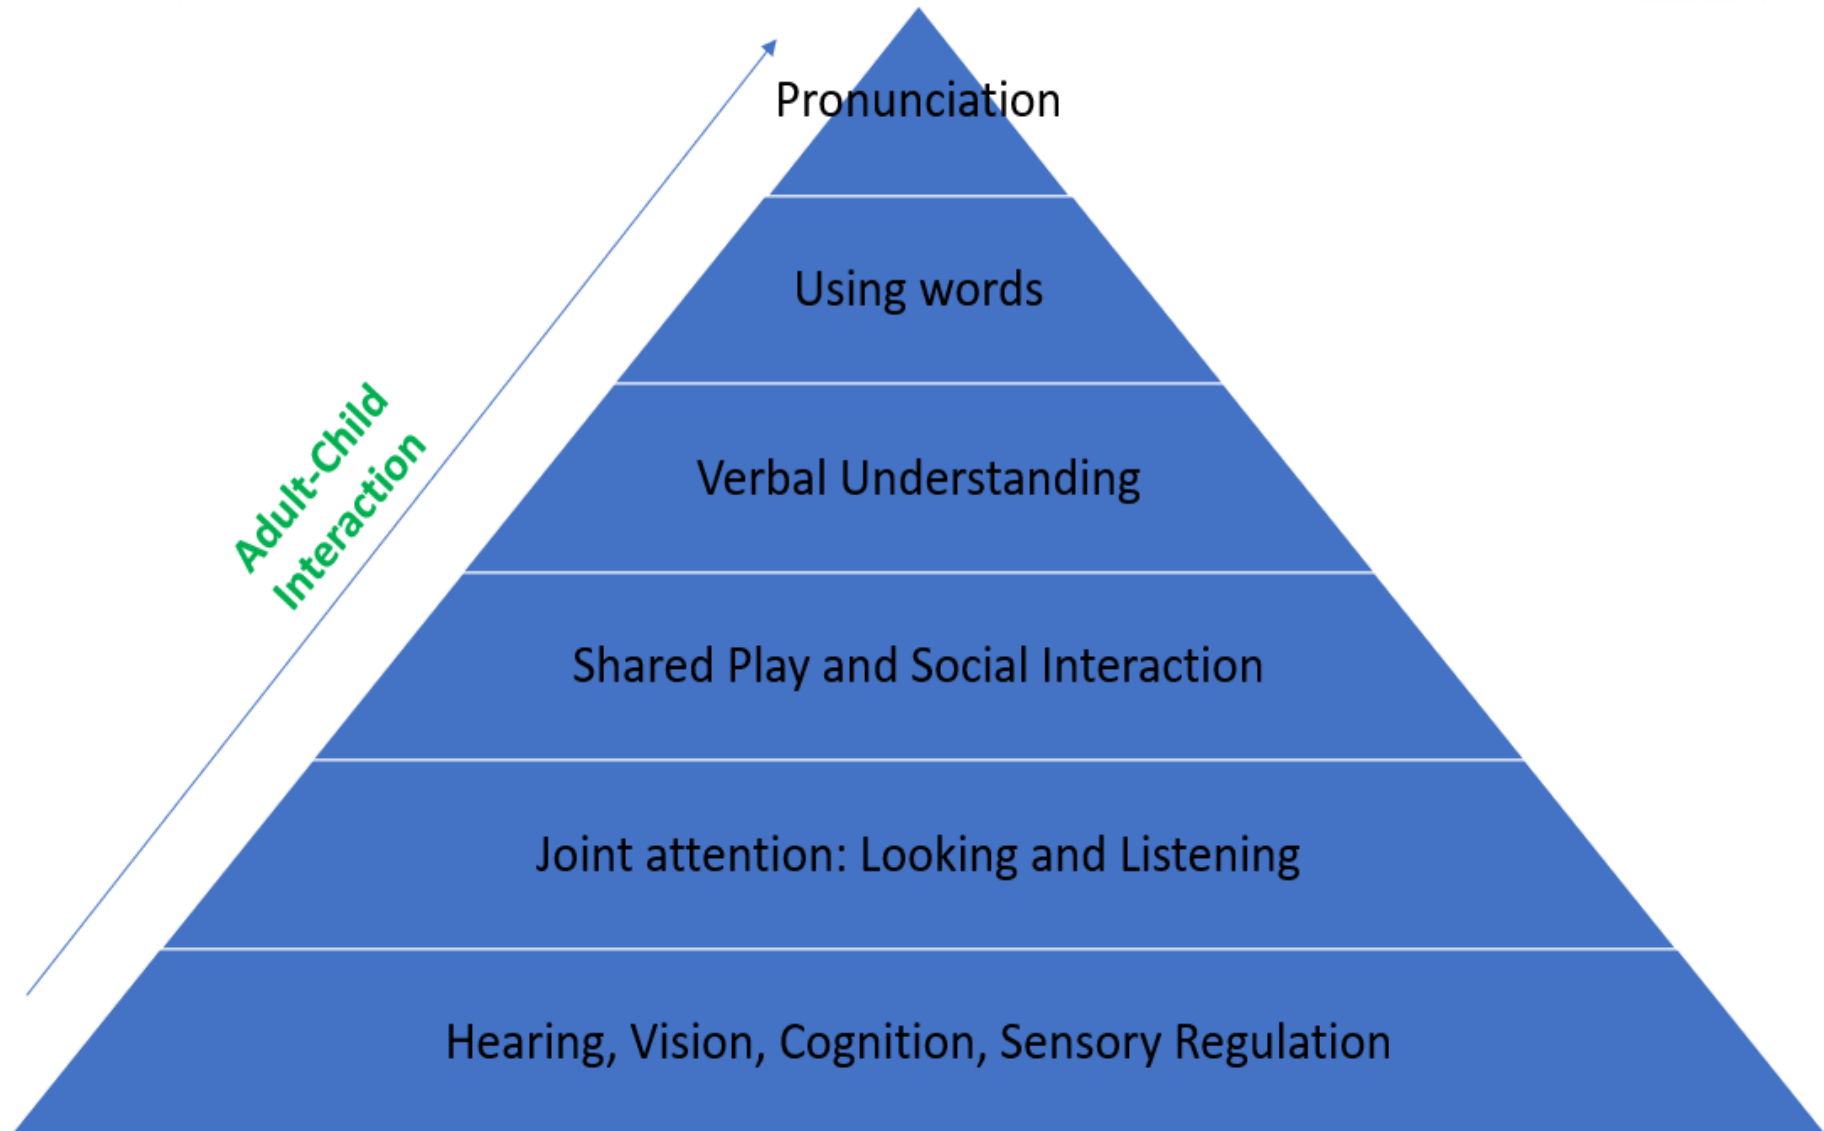 Pronunciation
Using words
Adult-Child
Interaction
Verbal Understanding
Shared Play and Social Interaction
Joint attention: Looking and Listening
Hearing, Vision, Cognition, Sensory Regulation